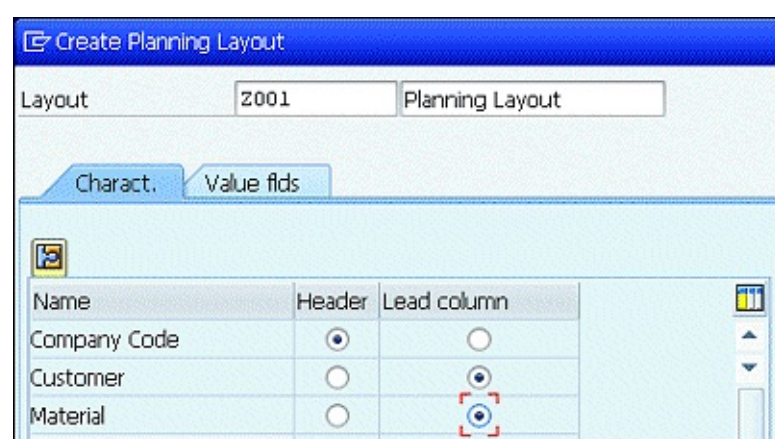 Create Planning Layout
Layout Z001 Planning Layout
Charact. Value flds
Name Header Lead column
Company Code
Customer
Material